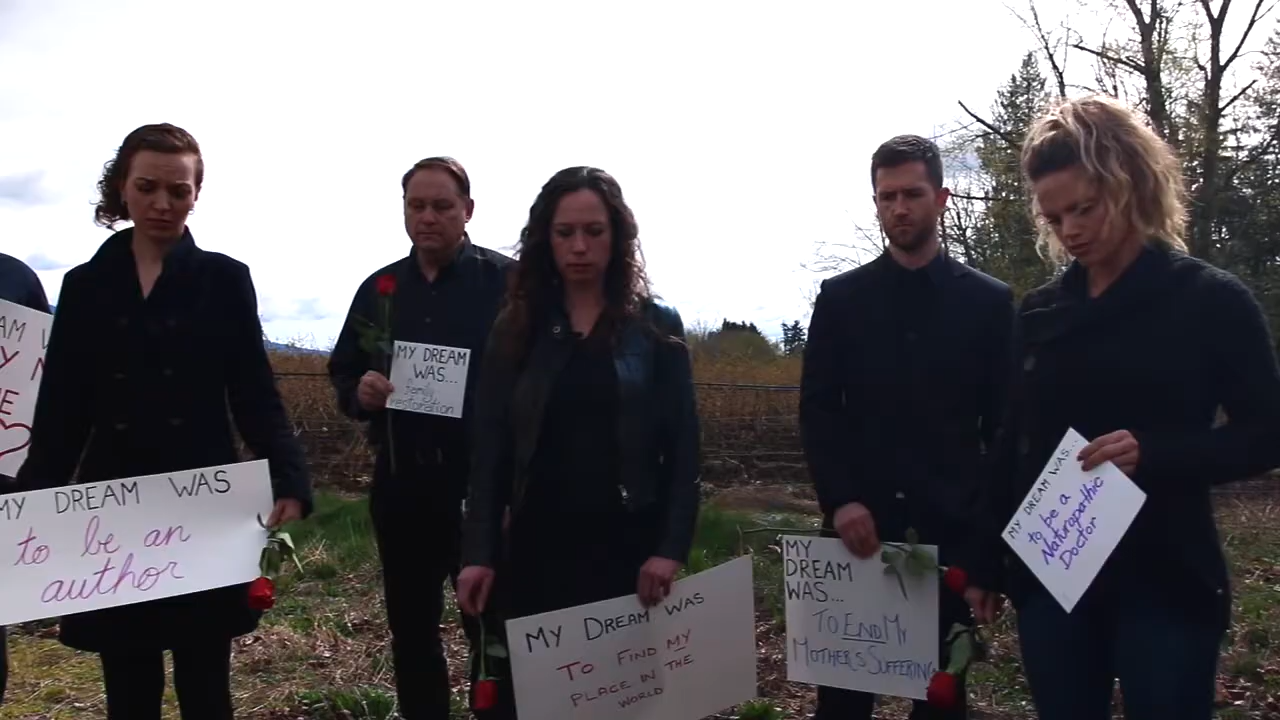 MY DREAM WAS
to be an
author
MY DREAM
WAS...
family
restoration
MY DREAM WAS
TO FIND MY
PLACE IN THE
WORLD
MY
DREAM
WAS...
TO END MY
MOTHER'S SUFFERING
MY DREAM WAS...
to be a
Naturopathic
Doctor